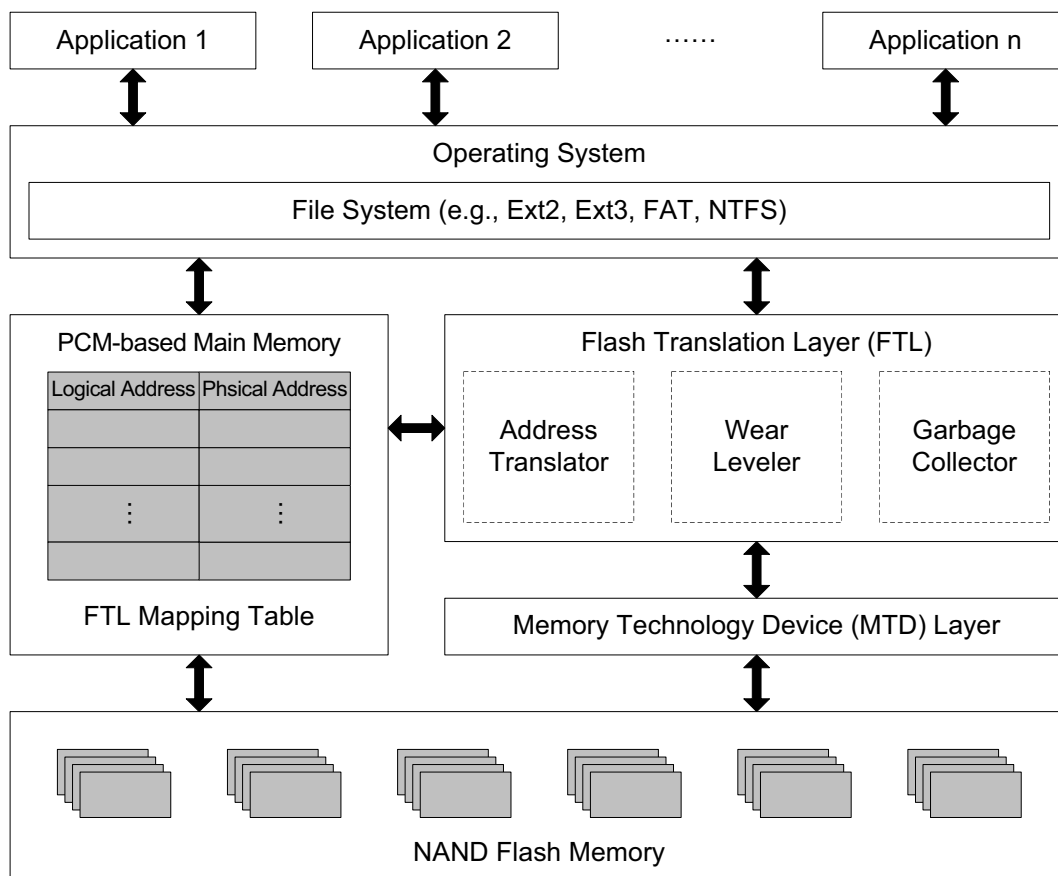 Application 1
Application 2
......
Application n
Operating System
File System (e.g., Ext2, Ext3, FAT, NTFS)
PCM-based Main Memory
Logical Address Phsical Address
⋮ ⋮
FTL Mapping Table
Flash Translation Layer (FTL)
Address
Translator
Wear
Leveler
Garbage
Collector
Memory Technology Device (MTD) Layer
NAND Flash Memory